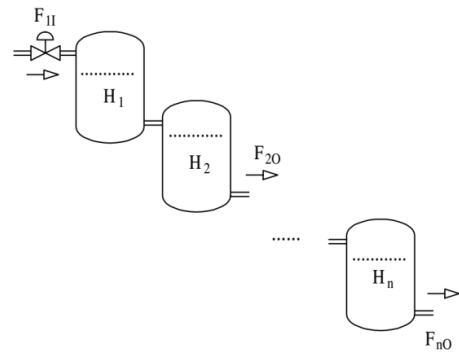 F1I
H1
H2
F2O
......
Hn
FnO